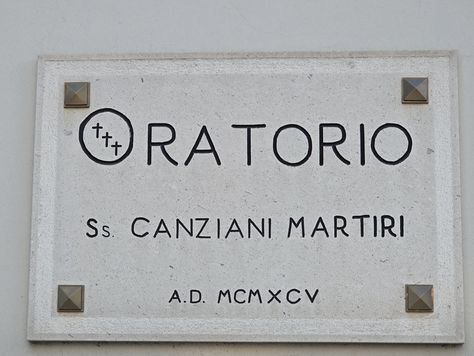 ORATORIO
Ss. CANZIANI MARTIRI
A.D. MCMXCV